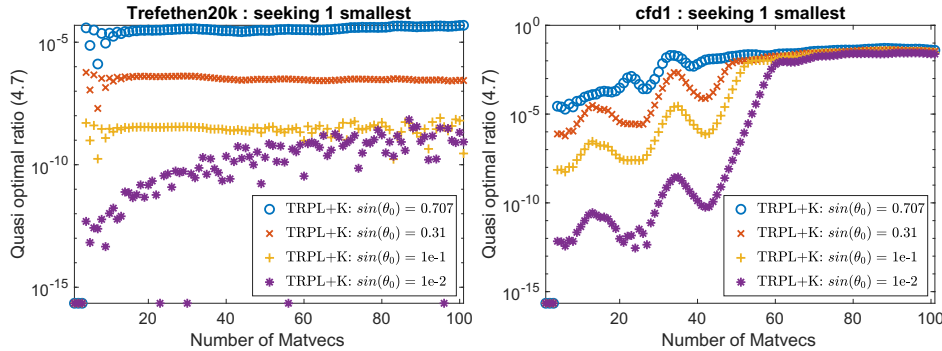 Trefethen20k : seeking 1 smallest
Quasi optimal ratio (4.7)
10^-5
10^-10
10^-15
TRPL+K: sin(θ₀) = 0.707
TRPL+K: sin(θ₀) = 0.31
TRPL+K: sin(θ₀) = 1e-1
TRPL+K: sin(θ₀) = 1e-2
20 40 60 80 100
Number of Matvecs
cfd1 : seeking 1 smallest
Quasi optimal ratio (4.7)
10^0
10^-5
10^-10
10^-15
TRPL+K: sin(θ₀) = 0.707
TRPL+K: sin(θ₀) = 0.31
TRPL+K: sin(θ₀) = 1e-1
TRPL+K: sin(θ₀) = 1e-2
20 40 60 80 100
Number of Matvecs